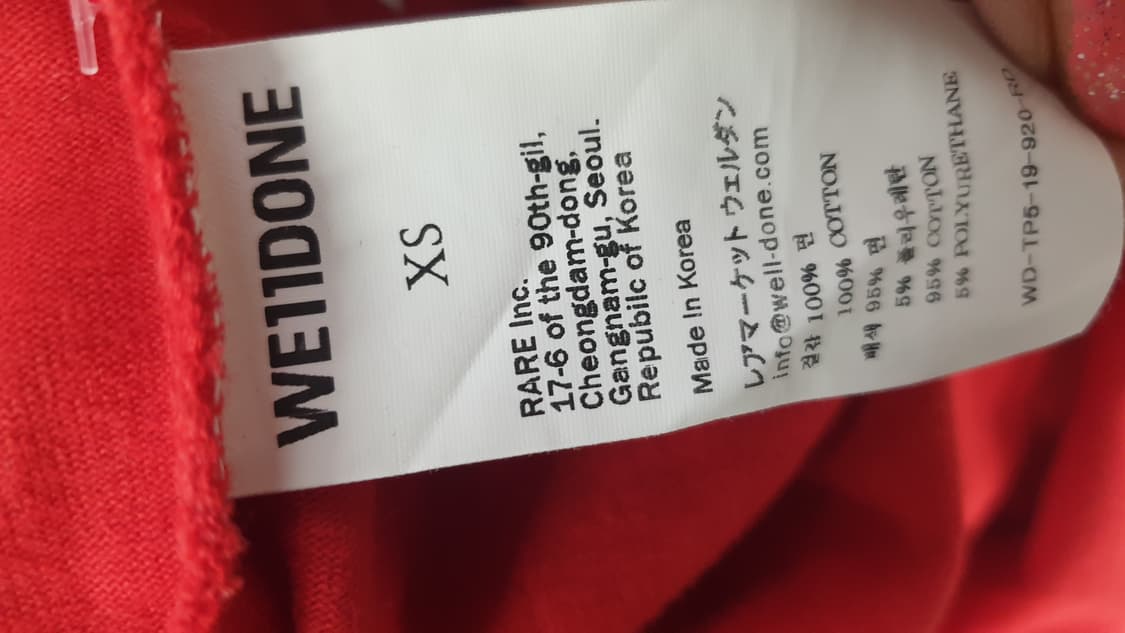 WE11DONE
XS
RARE Inc.
17-6 of the 90th-gil,
Cheongdam-dong,
Gangnam-gu, Seoul.
Repubilc of Korea
Made In Korea
レアマーケット ウェルダン
info@well-done.com
겉감 100% 면
100% COTTON
배색 95% 면
5% 폴리우레탄
95% COTTON
5% POLYURETHANE
WD-TP5-19-920-RD